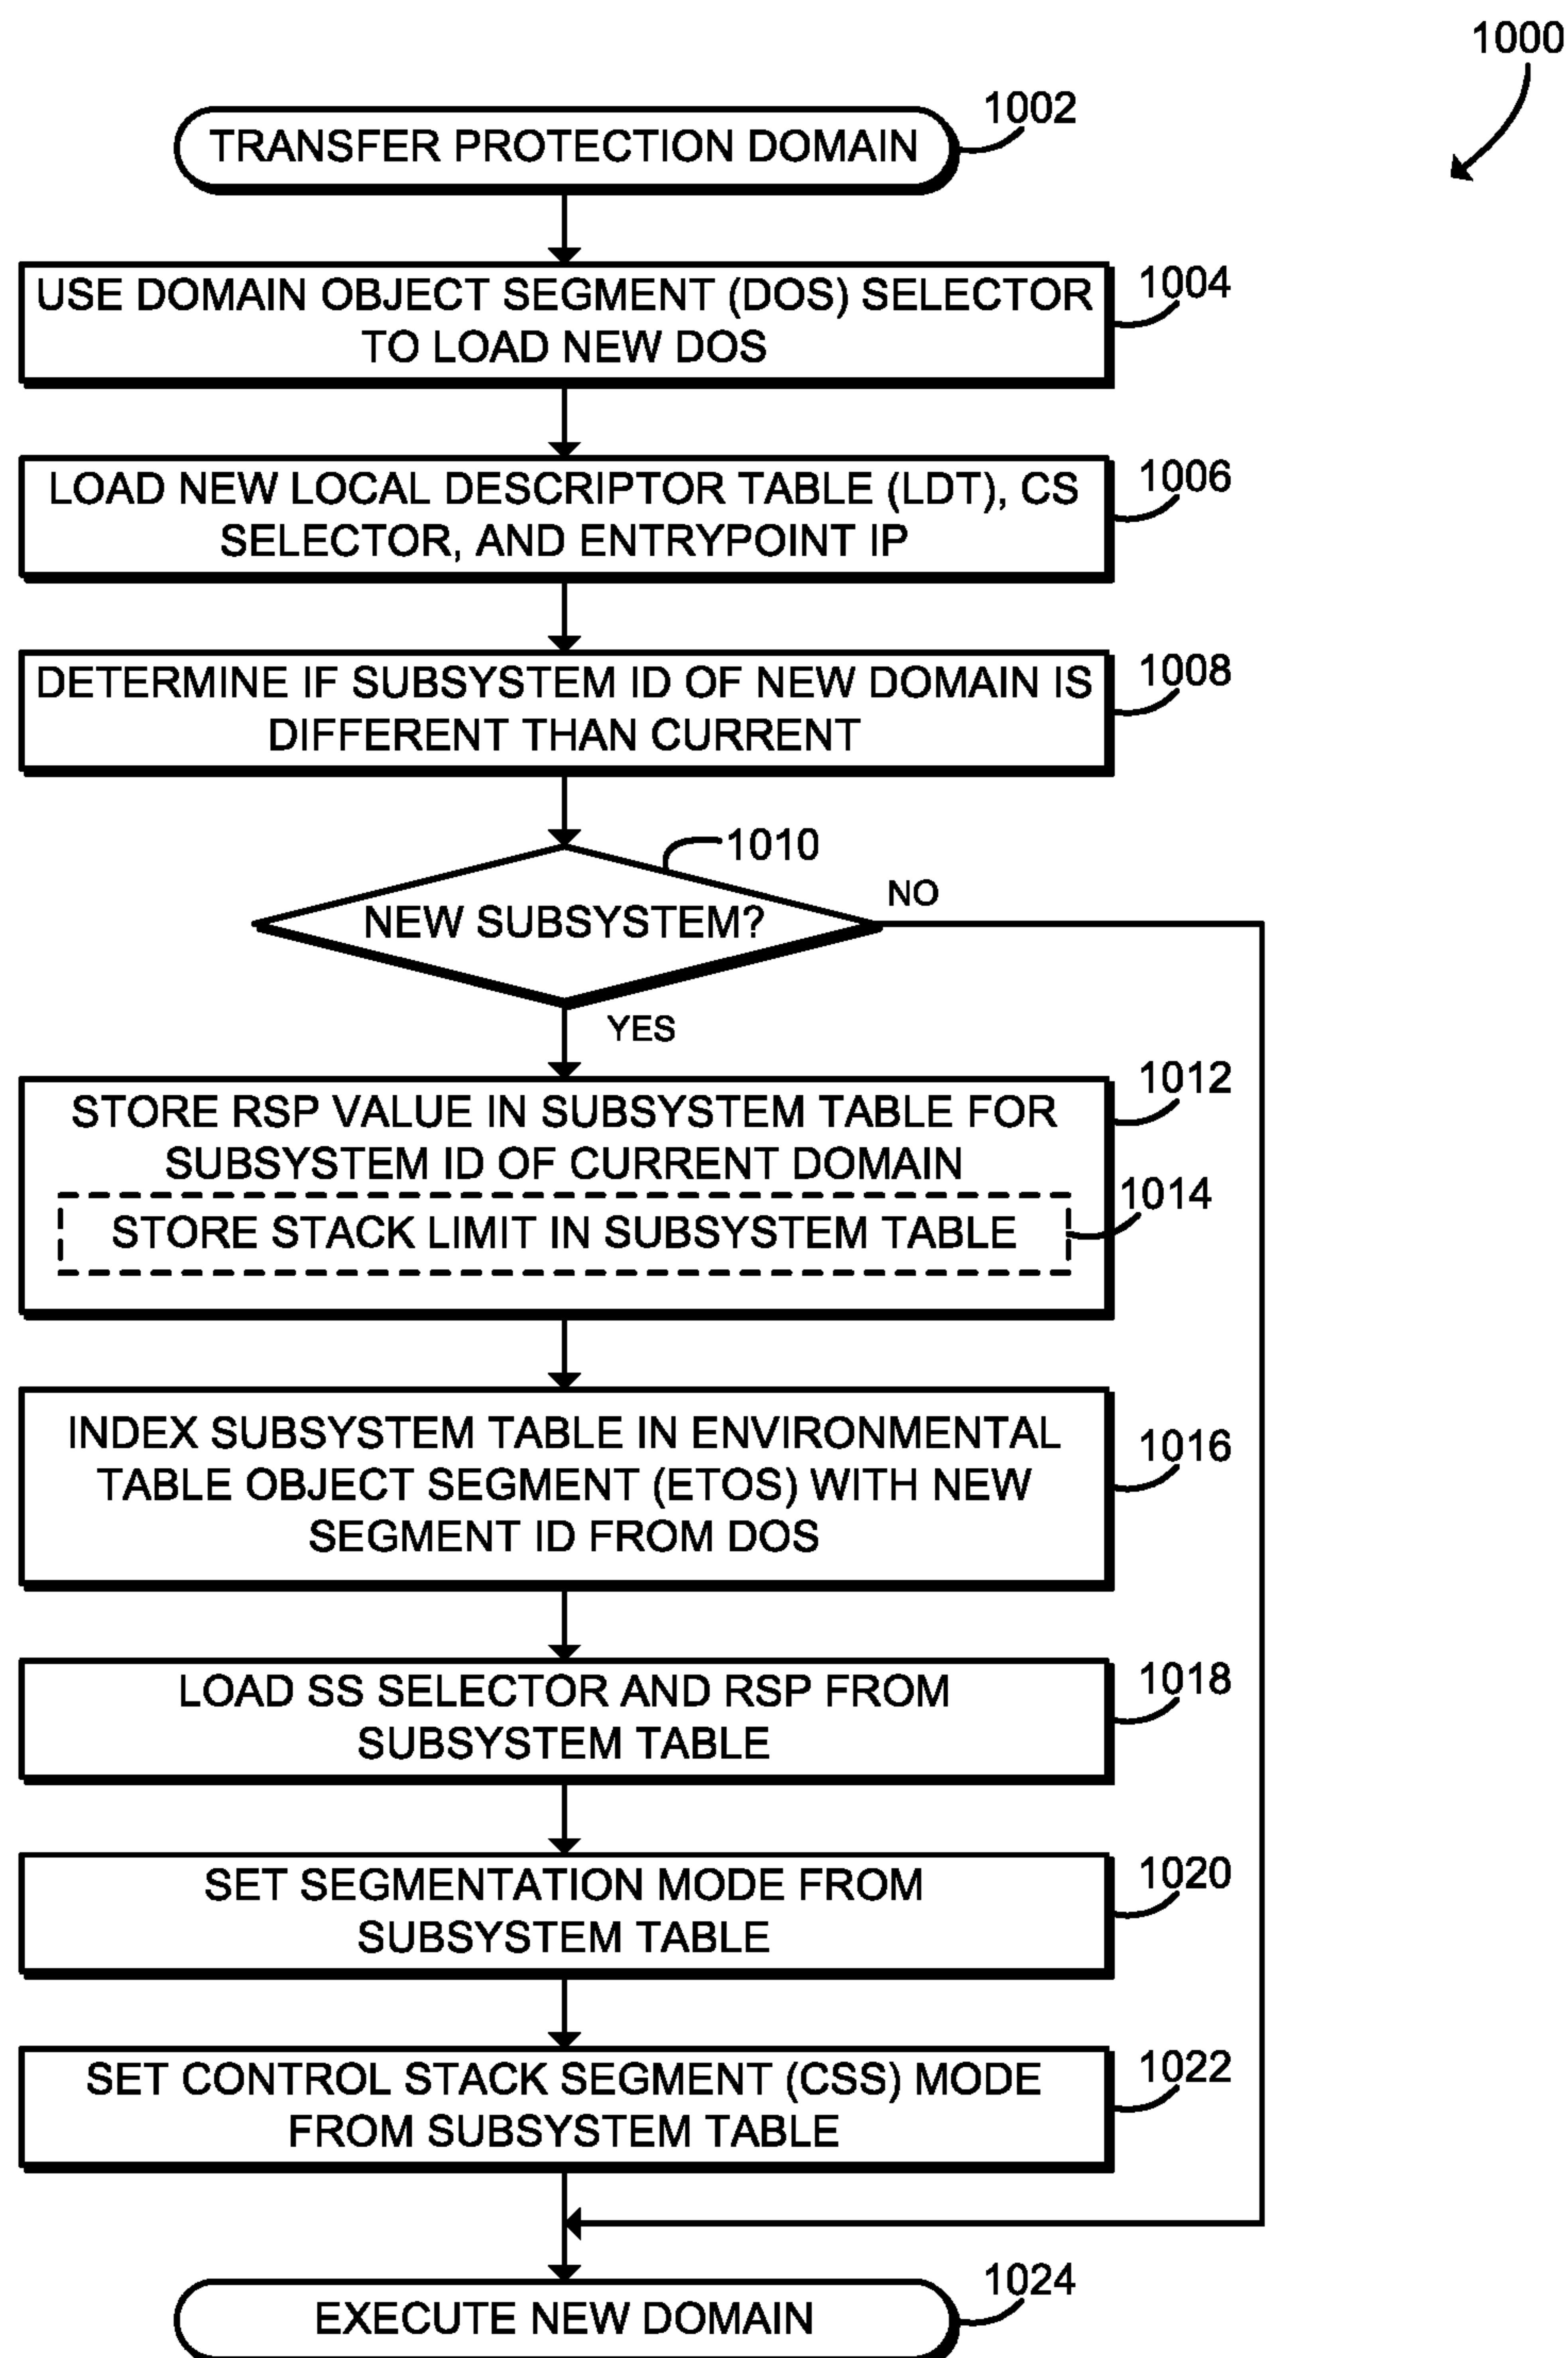 1000
TRANSFER PROTECTION DOMAIN
1002
USE DOMAIN OBJECT SEGMENT (DOS) SELECTOR
TO LOAD NEW DOS
1004
LOAD NEW LOCAL DESCRIPTOR TABLE (LDT), CS
SELECTOR, AND ENTRYPOINT IP
1006
DETERMINE IF SUBSYSTEM ID OF NEW DOMAIN IS
DIFFERENT THAN CURRENT
1008
1010
NEW SUBSYSTEM?
NO
YES
STORE RSP VALUE IN SUBSYSTEM TABLE FOR
SUBSYSTEM ID OF CURRENT DOMAIN
1012
STORE STACK LIMIT IN SUBSYSTEM TABLE
1014
INDEX SUBSYSTEM TABLE IN ENVIRONMENTAL
TABLE OBJECT SEGMENT (ETOS) WITH NEW
SEGMENT ID FROM DOS
1016
LOAD SS SELECTOR AND RSP FROM
SUBSYSTEM TABLE
1018
SET SEGMENTATION MODE FROM
SUBSYSTEM TABLE
1020
SET CONTROL STACK SEGMENT (CSS) MODE
FROM SUBSYSTEM TABLE
1022
EXECUTE NEW DOMAIN
1024